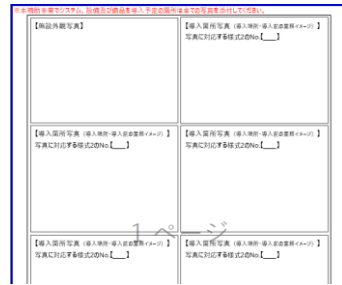 ※本補助事業でシステム、設備及び備品を導入予定の箇所は全ての写真を添付してください。
【施設外観写真】
【導入箇所写真（導入場所・導入前の業務イメージ）】
写真に対応する様式2のNo.【___】
【導入箇所写真（導入場所・導入前の業務イメージ）】
写真に対応する様式2のNo.【___】
【導入箇所写真（導入場所・導入前の業務イメージ）】
写真に対応する様式2のNo.【___】
1 ページ
【導入箇所写真（導入場所・導入前の業務イメージ）】
写真に対応する様式2のNo.【___】
【導入箇所写真（導入場所・導入前の業務イメージ）】
写真に対応する様式2のNo.【___】